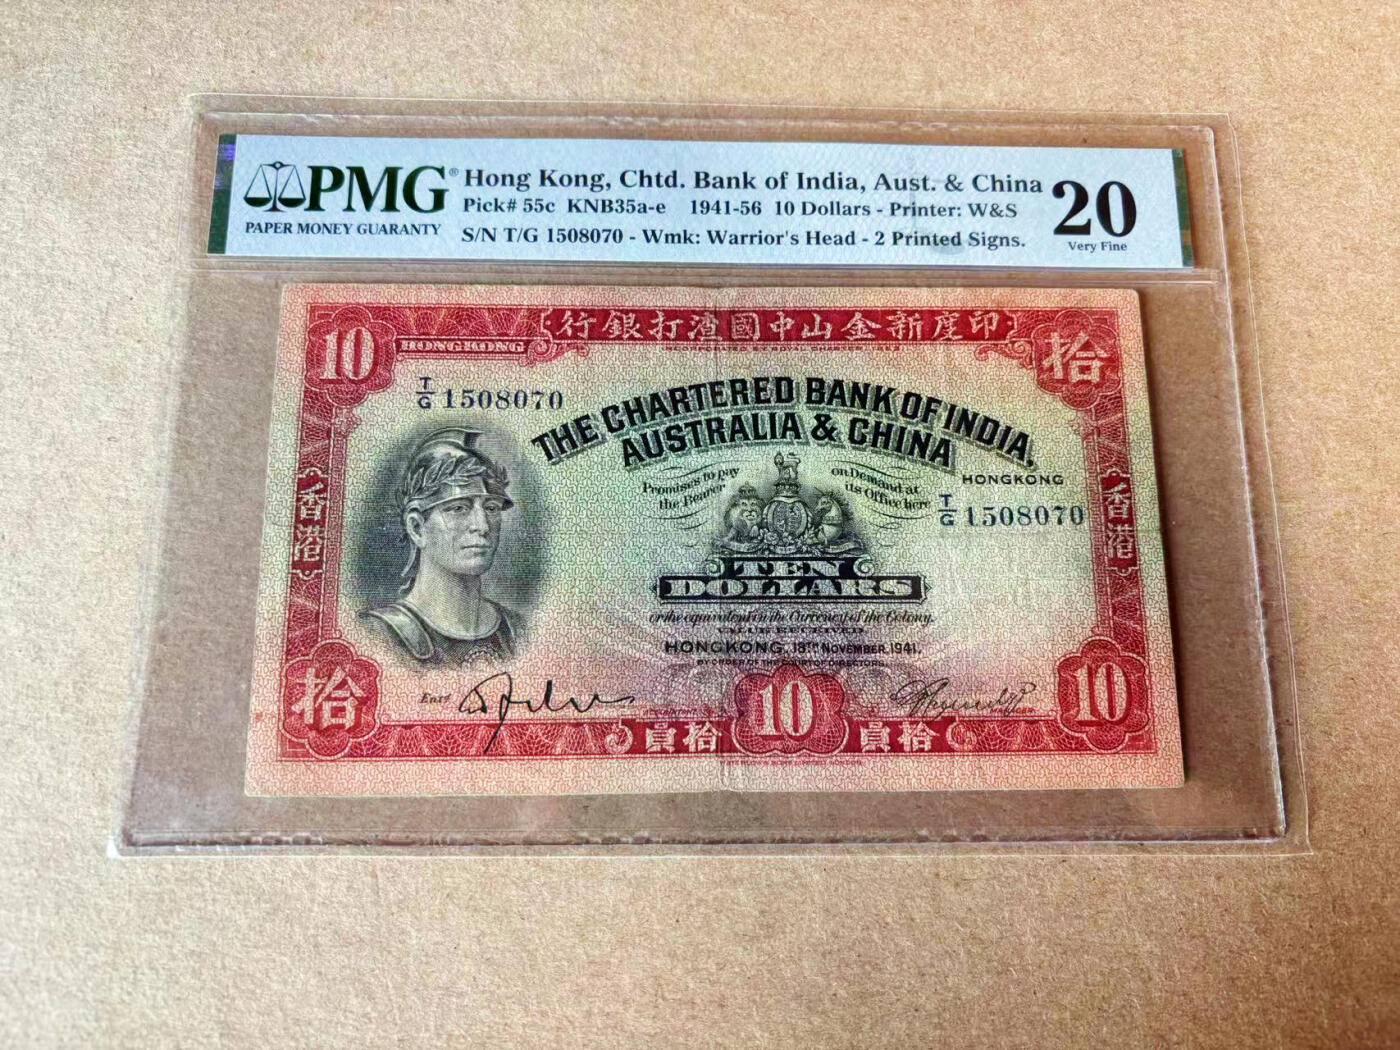 PMG® Hong Kong, Chtd. Bank of India, Aust. & China
Pick# 55c KNB35a-e 1941-56 10 Dollars - Printer: W&S
PAPER MONEY GUARANTY
S/N T/G 1508070 - Wmk: Warrior's Head - 2 Printed Signs.
20
Very Fine
行銀打渣國中山金新度印
10 HONGKONG 拾
T/G 1508070
THE CHARTERED BANK OF INDIA,
AUSTRALIA & CHINA
HONGKONG
Promises to pay
the Bearer
on Demand at
its Office here
T/G 1508070
香港
香港
TEN
DOLLARS
or the equivalent in the Currency of the Colony.
VALUE RECEIVED
HONGKONG, 18TH NOVEMBER 1941.
BY ORDER OF THE COURT OF DIRECTORS.
拾 Entd 10 10
員拾 員拾